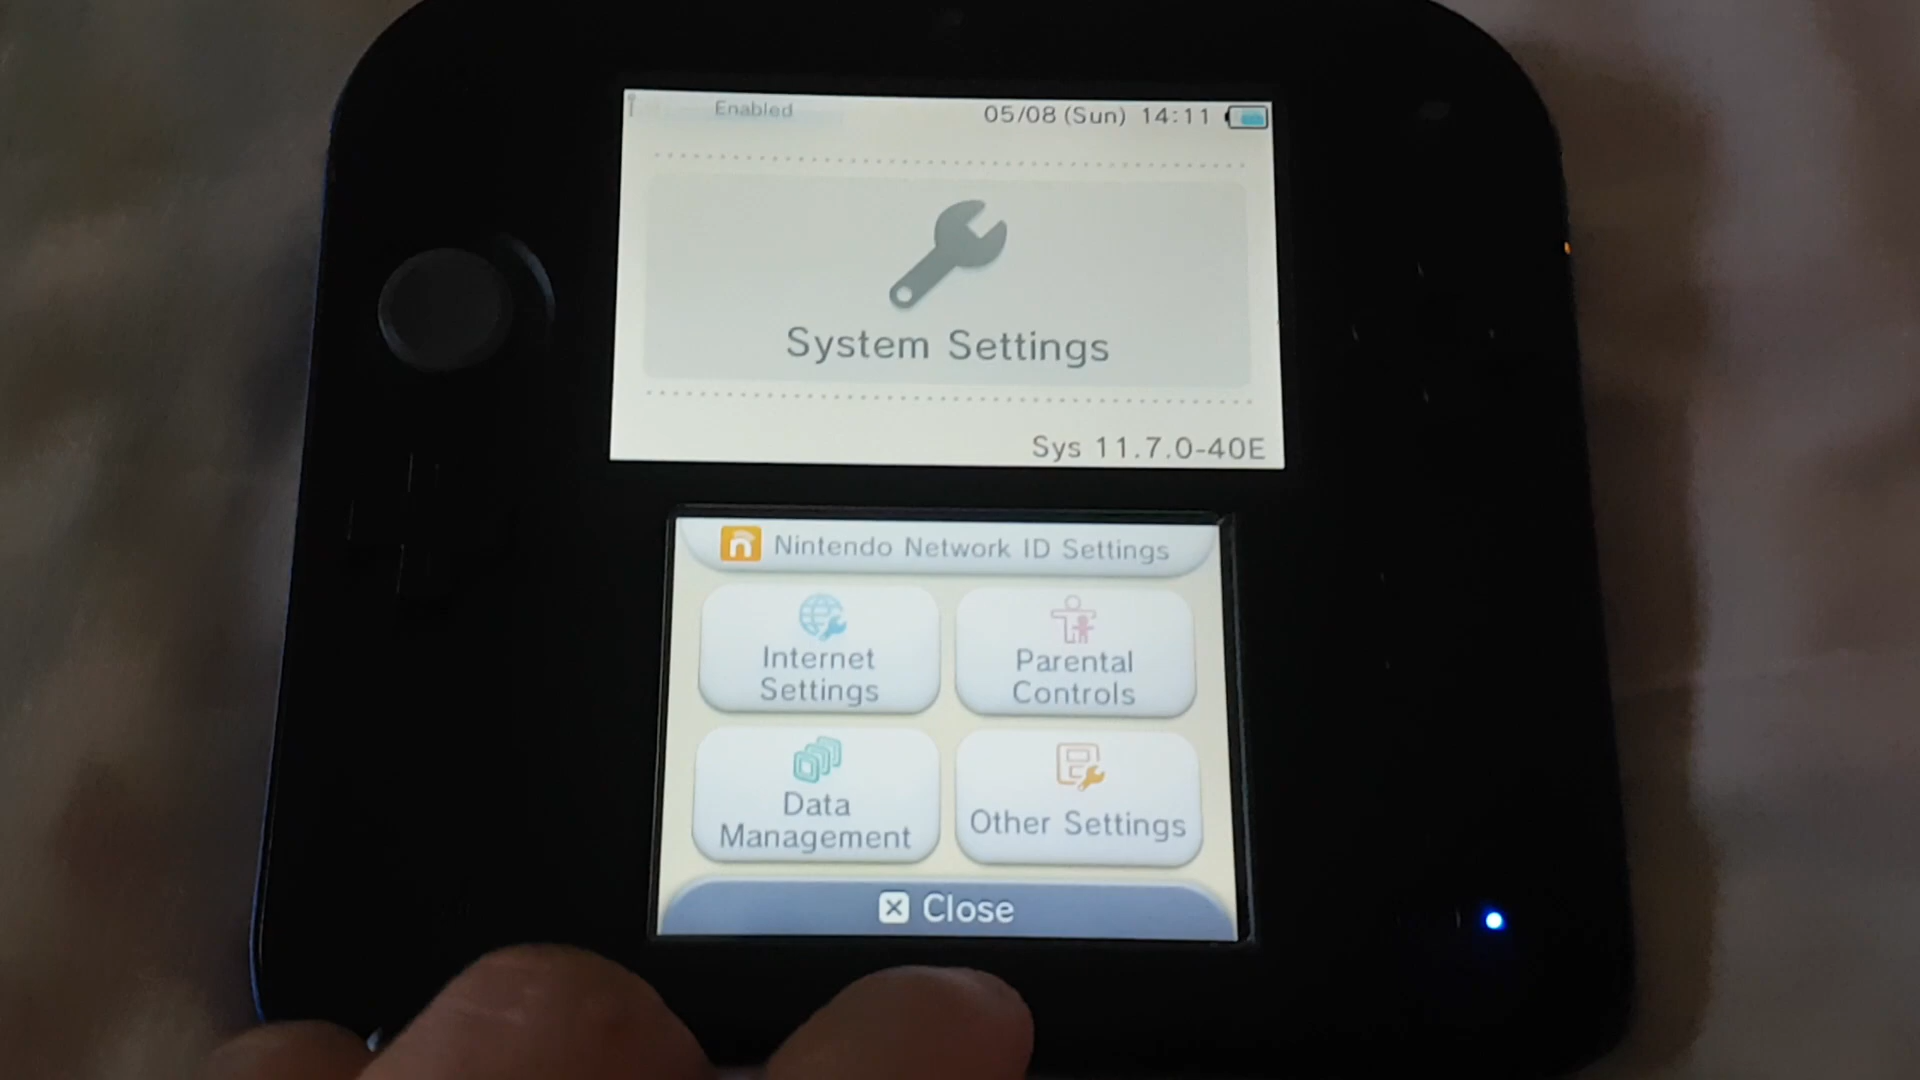 Enabled 05/08 (Sun) 14:11
System Settings
Sys 11.7.0-40E
Nintendo Network ID Settings
Internet
Settings
Parental
Controls
Data
Management
Other Settings
Close